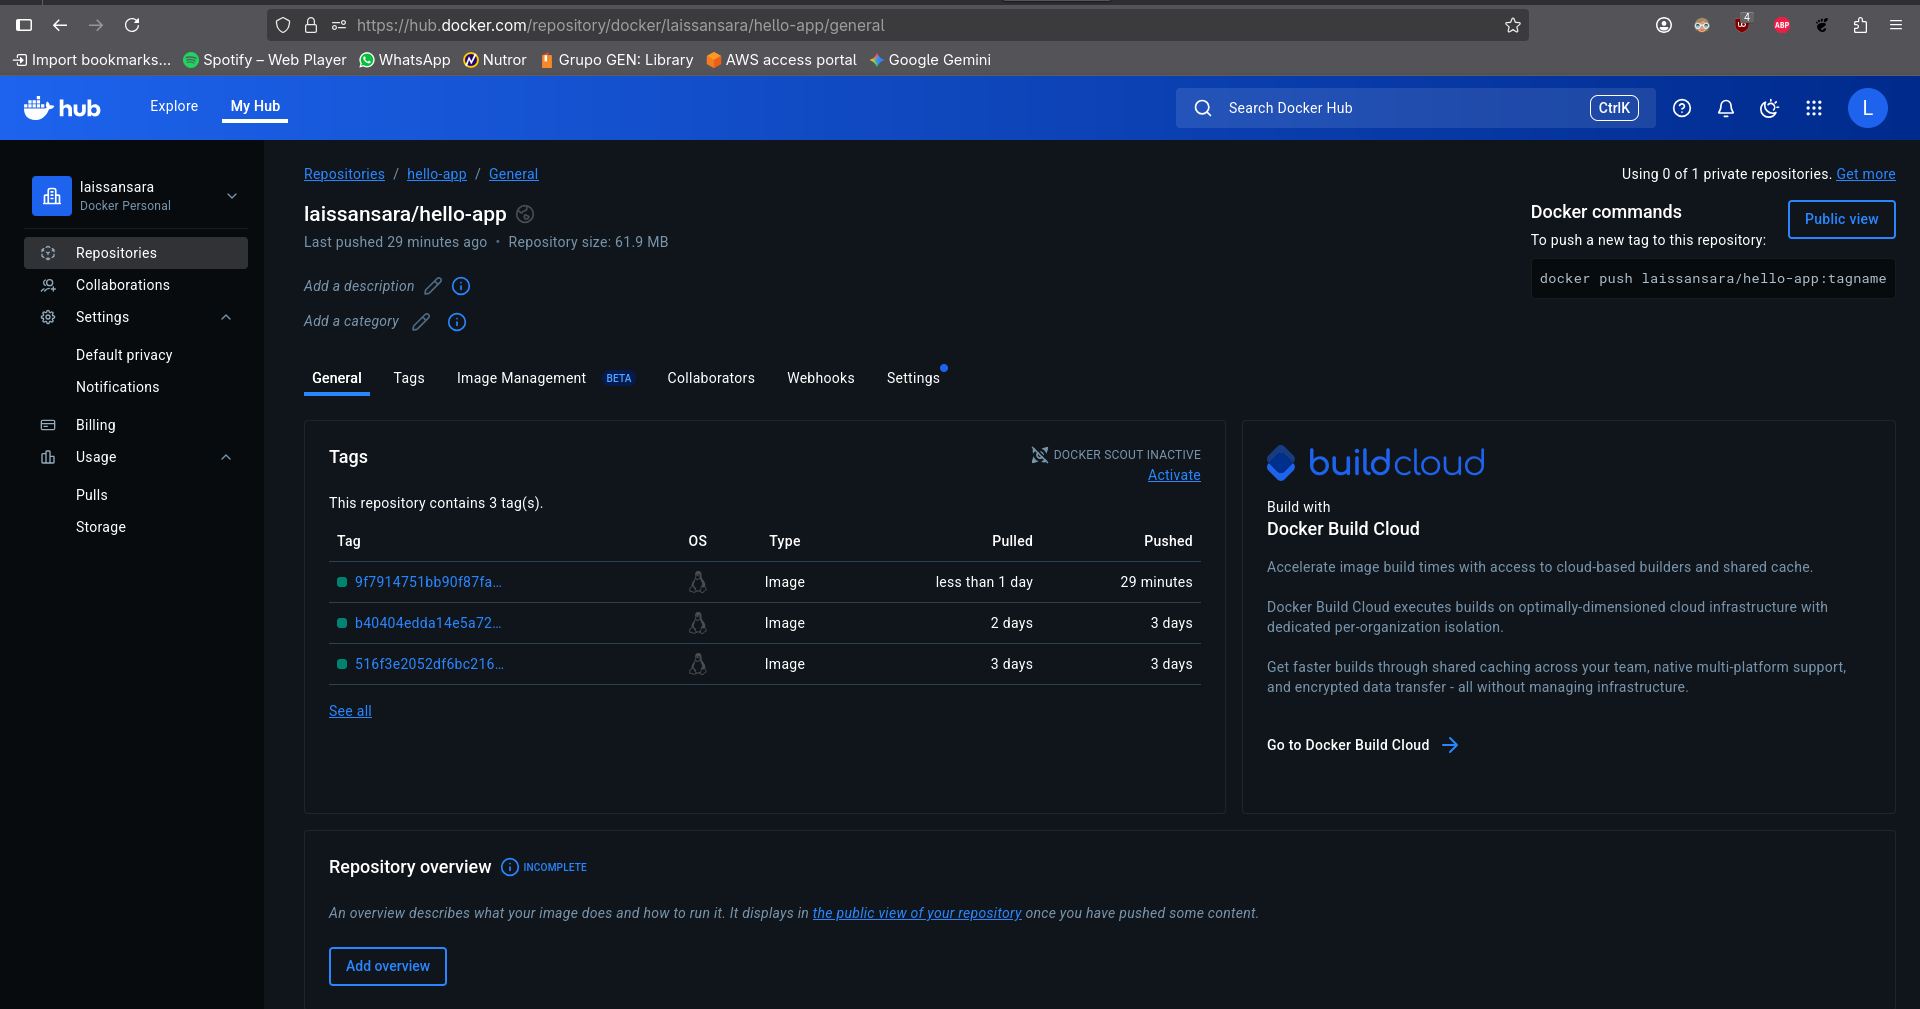 https://hub.docker.com/repository/docker/laissansara/hello-app/general
4
ABP
Import bookmarks...
Spotify – Web Player
WhatsApp
Nutror
Grupo GEN: Library
AWS access portal
Google Gemini
hub
Explore
My Hub
Search Docker Hub
CtrlK
L
laissansara
Docker Personal
Repositories
Collaborations
Settings
Default privacy
Notifications
Billing
Usage
Pulls
Storage
Repositories / hello-app / General
Using 0 of 1 private repositories. Get more
laissansara/hello-app
Last pushed 29 minutes ago • Repository size: 61.9 MB
Add a description
Add a category
Docker commands
Public view
To push a new tag to this repository:
docker push laissansara/hello-app:tagname
General
Tags
Image Management BETA
Collaborators
Webhooks
Settings
Tags
DOCKER SCOUT INACTIVE
Activate
This repository contains 3 tag(s).
Tag OS Type Pulled Pushed
9f7914751bb90f87fa... Image less than 1 day 29 minutes
b40404edda14e5a72... Image 2 days 3 days
516f3e2052df6bc216... Image 3 days 3 days
See all
buildcloud
Build with
Docker Build Cloud
Accelerate image build times with access to cloud-based builders and shared cache.
Docker Build Cloud executes builds on optimally-dimensioned cloud infrastructure with
dedicated per-organization isolation.
Get faster builds through shared caching across your team, native multi-platform support,
and encrypted data transfer - all without managing infrastructure.
Go to Docker Build Cloud
Repository overview INCOMPLETE
An overview describes what your image does and how to run it. It displays in the public view of your repository once you have pushed some content.
Add overview